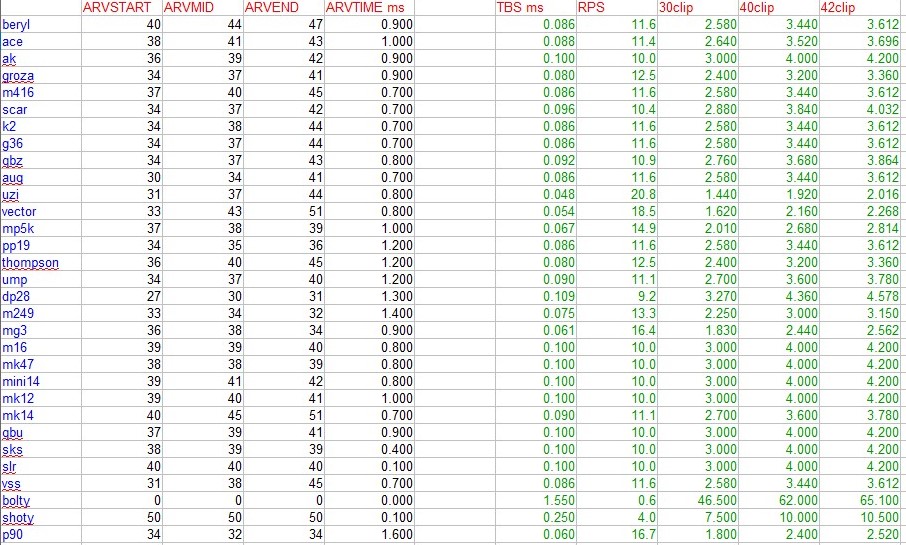 ARVSTART ARVMID ARVEND ARVTIME ms TBS ms RPS 30clip 40clip 42clip
beryl 40 44 47 0.900 0.086 11.6 2.580 3.440 3.612
ace 38 41 43 1.000 0.088 11.4 2.640 3.520 3.696
ak 36 39 42 0.900 0.100 10.0 3.000 4.000 4.200
groza 34 37 41 0.900 0.080 12.5 2.400 3.200 3.360
m416 37 40 45 0.700 0.086 11.6 2.580 3.440 3.612
scar 34 37 42 0.700 0.096 10.4 2.880 3.840 4.032
k2 34 38 44 0.700 0.086 11.6 2.580 3.440 3.612
g36 34 37 44 0.700 0.086 11.6 2.580 3.440 3.612
qbz 34 37 43 0.800 0.092 10.9 2.760 3.680 3.864
aug 30 34 41 0.700 0.086 11.6 2.580 3.440 3.612
uzi 31 37 44 0.800 0.048 20.8 1.440 1.920 2.016
vector 33 43 51 0.800 0.054 18.5 1.620 2.160 2.268
mp5k 37 38 39 1.000 0.067 14.9 2.010 2.680 2.814
pp19 34 35 36 1.200 0.086 11.6 2.580 3.440 3.612
thompson 36 40 45 1.200 0.080 12.5 2.400 3.200 3.360
ump 34 37 40 1.200 0.090 11.1 2.700 3.600 3.780
dp28 27 30 31 1.300 0.109 9.2 3.270 4.360 4.578
m249 33 34 32 1.400 0.075 13.3 2.250 3.000 3.150
mg3 36 38 34 0.900 0.061 16.4 1.830 2.440 2.562
m16 39 39 40 0.800 0.100 10.0 3.000 4.000 4.200
mk47 38 38 39 0.800 0.100 10.0 3.000 4.000 4.200
mini14 39 41 42 0.800 0.100 10.0 3.000 4.000 4.200
mk12 39 40 41 1.000 0.100 10.0 3.000 4.000 4.200
mk14 40 45 51 0.700 0.090 11.1 2.700 3.600 3.780
qbu 37 39 41 0.900 0.100 10.0 3.000 4.000 4.200
sks 38 39 39 0.400 0.100 10.0 3.000 4.000 4.200
slr 40 40 40 0.100 0.100 10.0 3.000 4.000 4.200
vss 31 38 45 0.700 0.086 11.6 2.580 3.440 3.612
bolty 0 0 0 0.000 1.550 0.6 46.500 62.000 65.100
shoty 50 50 50 0.100 0.250 4.0 7.500 10.000 10.500
p90 34 32 34 1.600 0.060 16.7 1.800 2.400 2.520